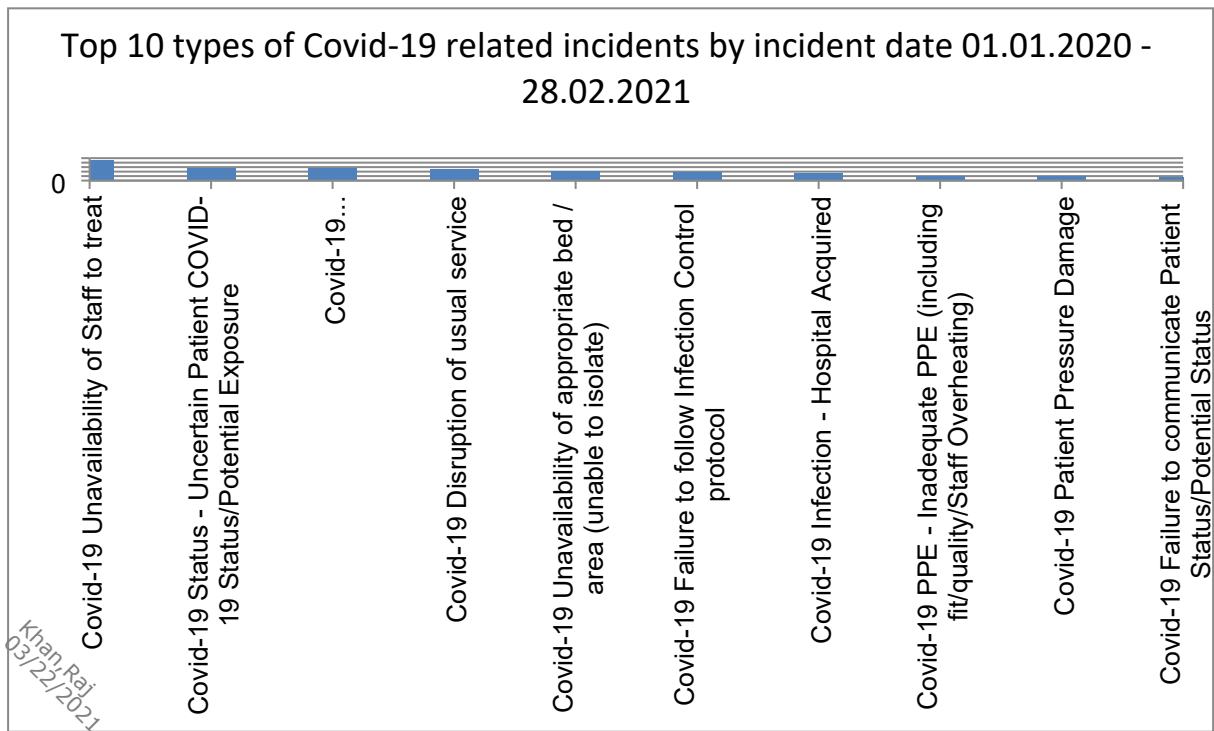 Top 10 types of Covid-19 related incidents by incident date 01.01.2020 -
28.02.2021
0
Covid-19 Unavailability of Staff to treat
Covid-19 Status - Uncertain Patient COVID-
19 Status/Potential Exposure
Covid-19…
Covid-19 Disruption of usual service
Covid-19 Unavailability of appropriate bed /
area (unable to isolate)
Covid-19 Failure to follow Infection Control
protocol
Covid-19 Infection - Hospital Acquired
Covid-19 PPE - Inadequate PPE (including
fit/quality/Staff Overheating)
Covid-19 Patient Pressure Damage
Covid-19 Failure to communicate Patient
Status/Potential Status
Khan,Raj
03/22/2021